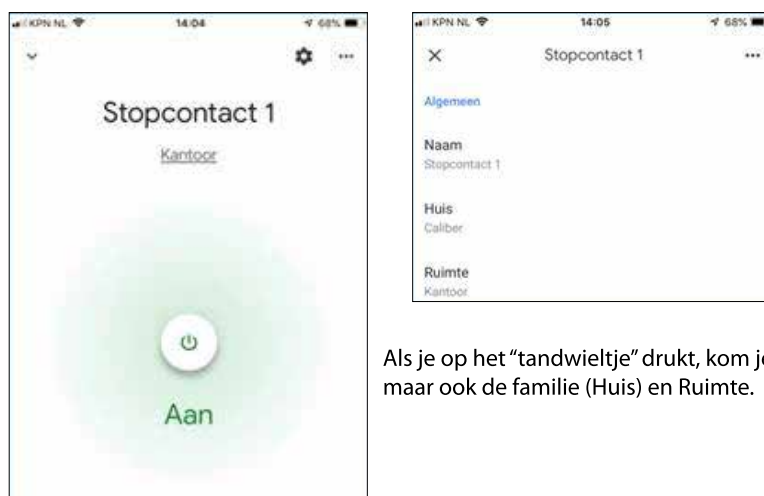 KPN NL
14:04
68%
Stopcontact 1
Kantoor
Aan
KPN NL
14:05
68%
Stopcontact 1
Algemeen
Naam
Stopcontact 1
Huis
Caliber
Ruimte
Kantoor
Als je op het “tandwieltje” drukt, kom je
maar ook de familie (Huis) en Ruimte.